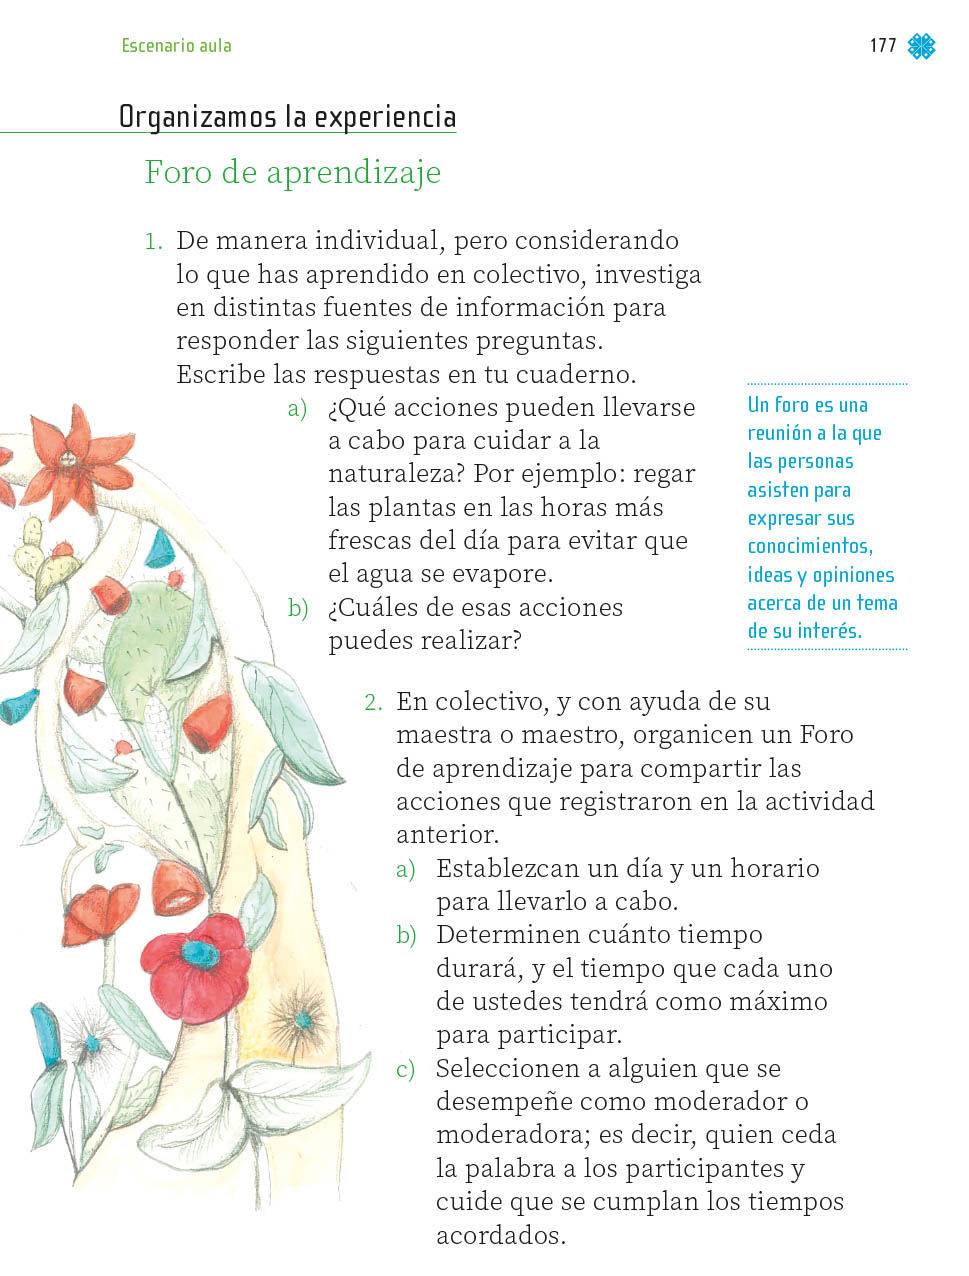 Escenario aula
177
Organizamos la experiencia
Foro de aprendizaje
1. De manera individual, pero considerando
lo que has aprendido en colectivo, investiga
en distintas fuentes de información para
responder las siguientes preguntas.
Escribe las respuestas en tu cuaderno.
a) ¿Qué acciones pueden llevarse
a cabo para cuidar a la
naturaleza? Por ejemplo: regar
las plantas en las horas más
frescas del día para evitar que
el agua se evapore.
b) ¿Cuáles de esas acciones
puedes realizar?
Un foro es una
reunión a la que
las personas
asisten para
expresar sus
conocimientos,
ideas y opiniones
acerca de un tema
de su interés.
2. En colectivo, y con ayuda de su
maestra o maestro, organicen un Foro
de aprendizaje para compartir las
acciones que registraron en la actividad
anterior.
a) Establezcan un día y un horario
para llevarlo a cabo.
b) Determinen cuánto tiempo
durará, y el tiempo que cada uno
de ustedes tendrá como máximo
para participar.
c) Seleccionen a alguien que se
desempeñe como moderador o
moderadora; es decir, quien ceda
la palabra a los participantes y
cuide que se cumplan los tiempos
acordados.